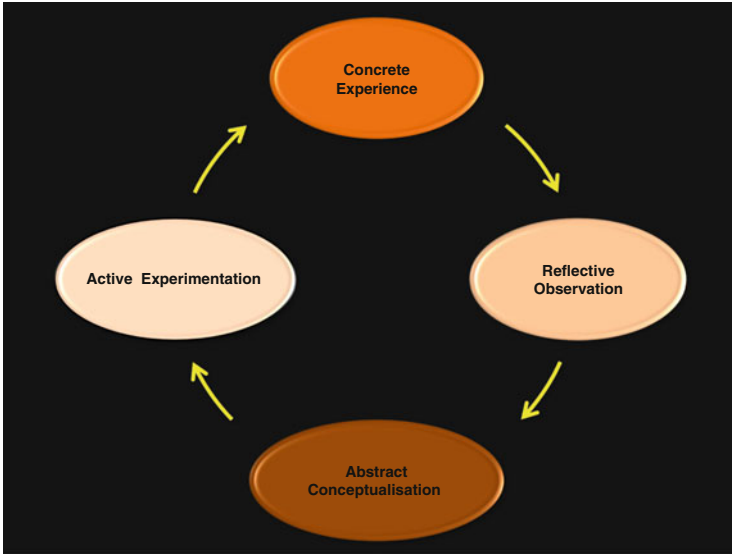 Concrete
Experience
Active Experimentation
Reflective
Observation
Abstract
Conceptualisation